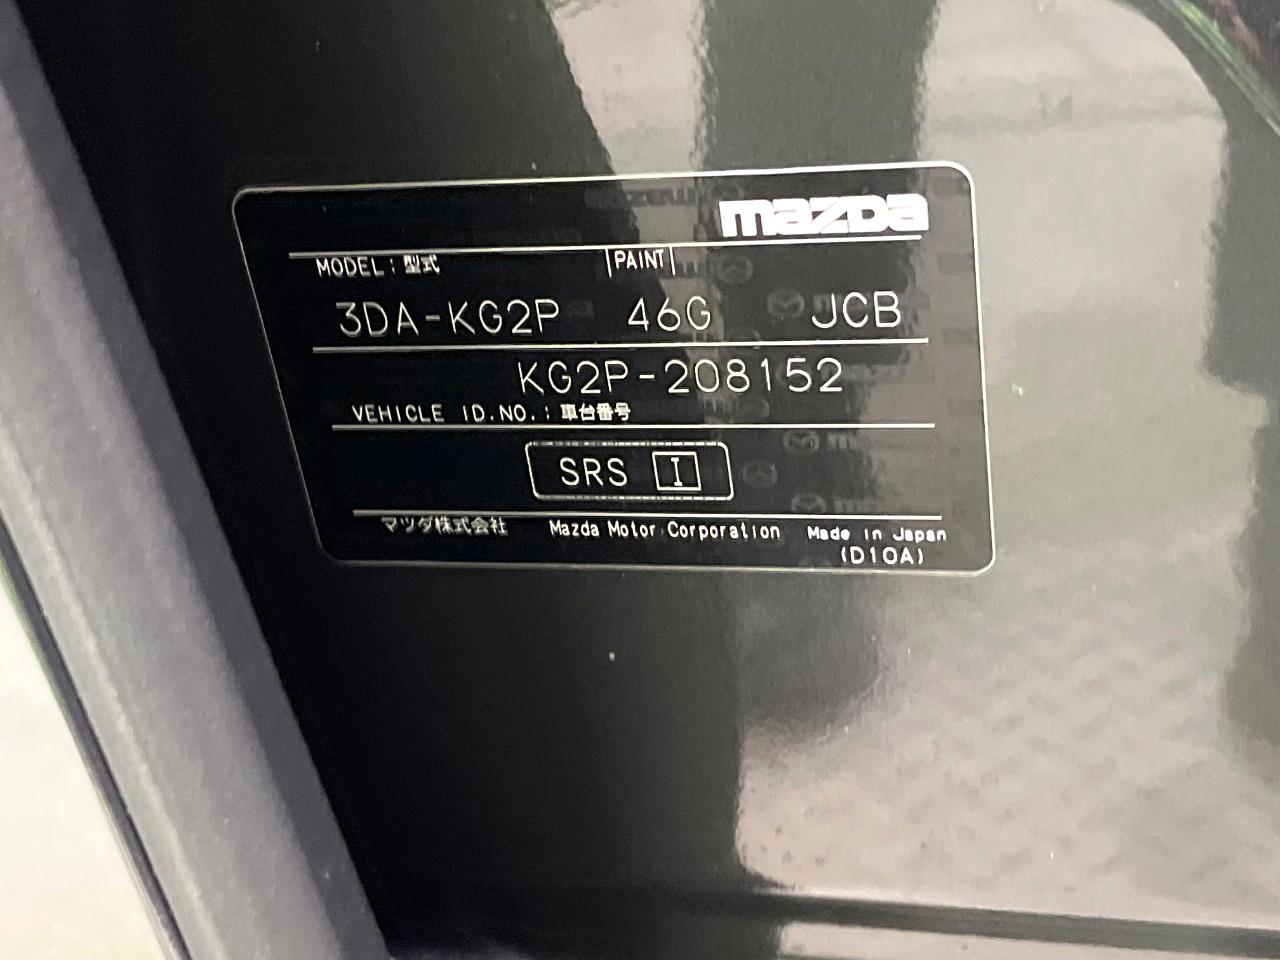 mazda
MODEL:型式 PAINT
3DA-KG2P 46G JCB
KG2P-208152
VEHICLE ID.NO.:車台番号
SRS I
マツダ株式会社 Mazda Motor Corporation Made in Japan
(D10A)